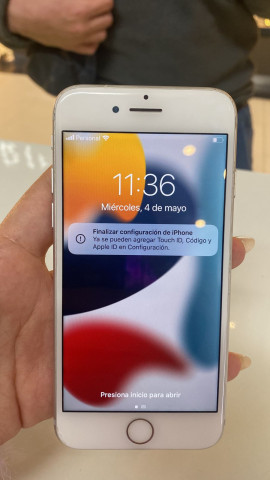 Personal
11:36
Miércoles, 4 de mayo
Finalizar configuración de iPhone
Ya se pueden agregar Touch ID, Código y
Apple ID en Configuración.
Presiona Inicio para abrir